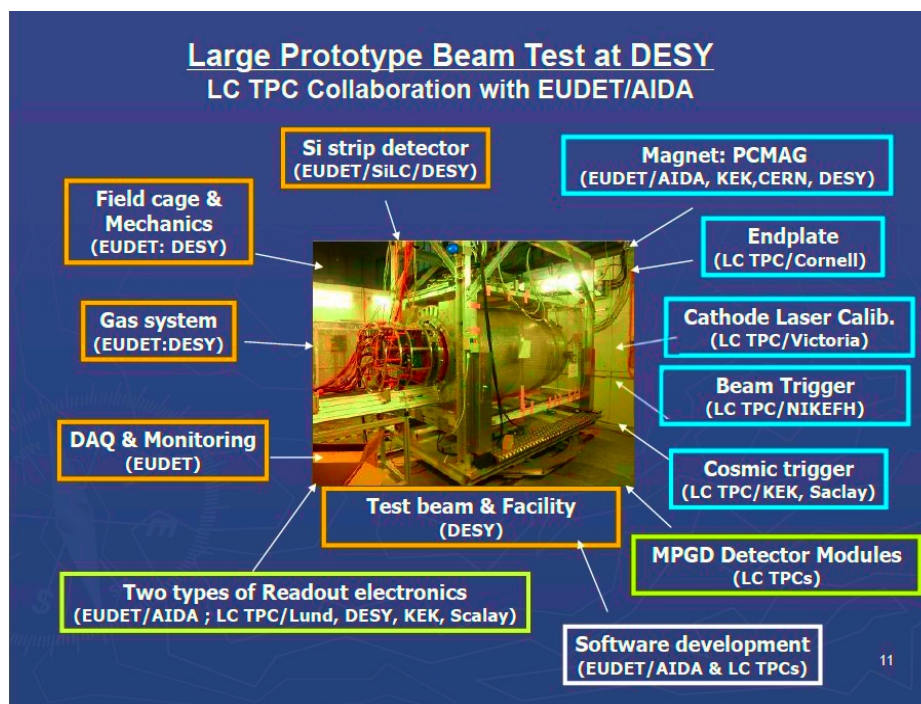 Large Prototype Beam Test at DESY
LC TPC Collaboration with EUDET/AIDA
Si strip detector
(EUDET/SiLC/DESY)
Magnet: PCMAG
(EUDET/AIDA, KEK,CERN, DESY)
Field cage &
Mechanics
(EUDET: DESY)
Endplate
(LC TPC/Cornell)
Gas system
(EUDET:DESY)
Cathode Laser Calib.
(LC TPC/Victoria)
Beam Trigger
(LC TPC/NIKEFH)
DAQ & Monitoring
(EUDET)
Cosmic trigger
(LC TPC/KEK, Saclay)
Test beam & Facility
(DESY)
MPGD Detector Modules
(LC TPCs)
Two types of Readout electronics
(EUDET/AIDA ; LC TPC/Lund, DESY, KEK, Scalay)
Software development
(EUDET/AIDA & LC TPCs)
11